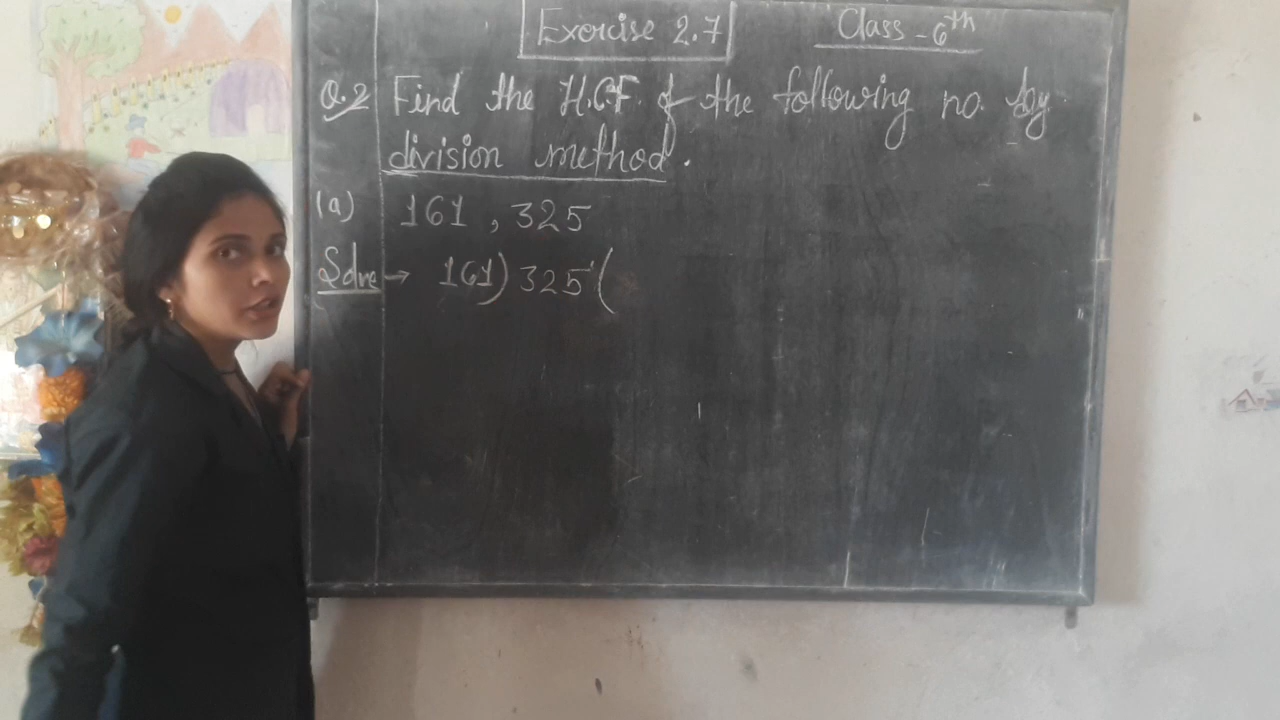 Exercise 2.7 Class - 6th
Q.2 Find the H.C.F. of the following no. by
division method.
(a) 161, 325
Solve → 161) 325 (